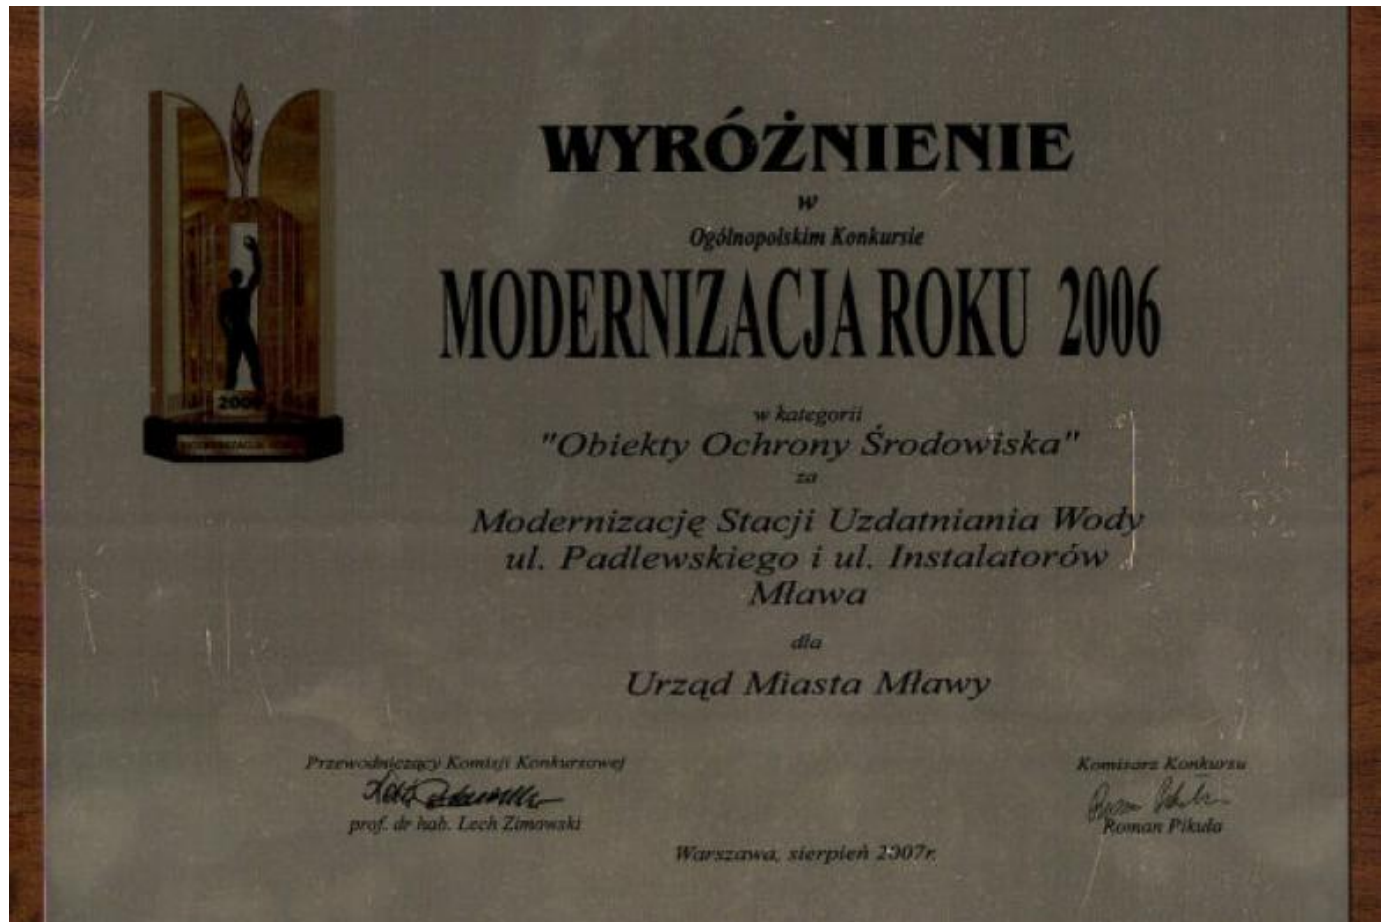 WYRÓŻNIENIE
w
Ogólnopolskim Konkursie
MODERNIZACJA ROKU 2006
w kategorii
"Obiekty Ochrony Środowiska"
za
Modernizację Stacji Uzdatniania Wody
ul. Padlewskiego i ul. Instalatorów
Mława
dla
Urząd Miasta Mławy
Przewodniczący Komisji Konkursowej
prof. dr hab. Lech Zimowski
Komisarz Konkursu
Roman Pikuła
Warszawa, sierpień 2007r.